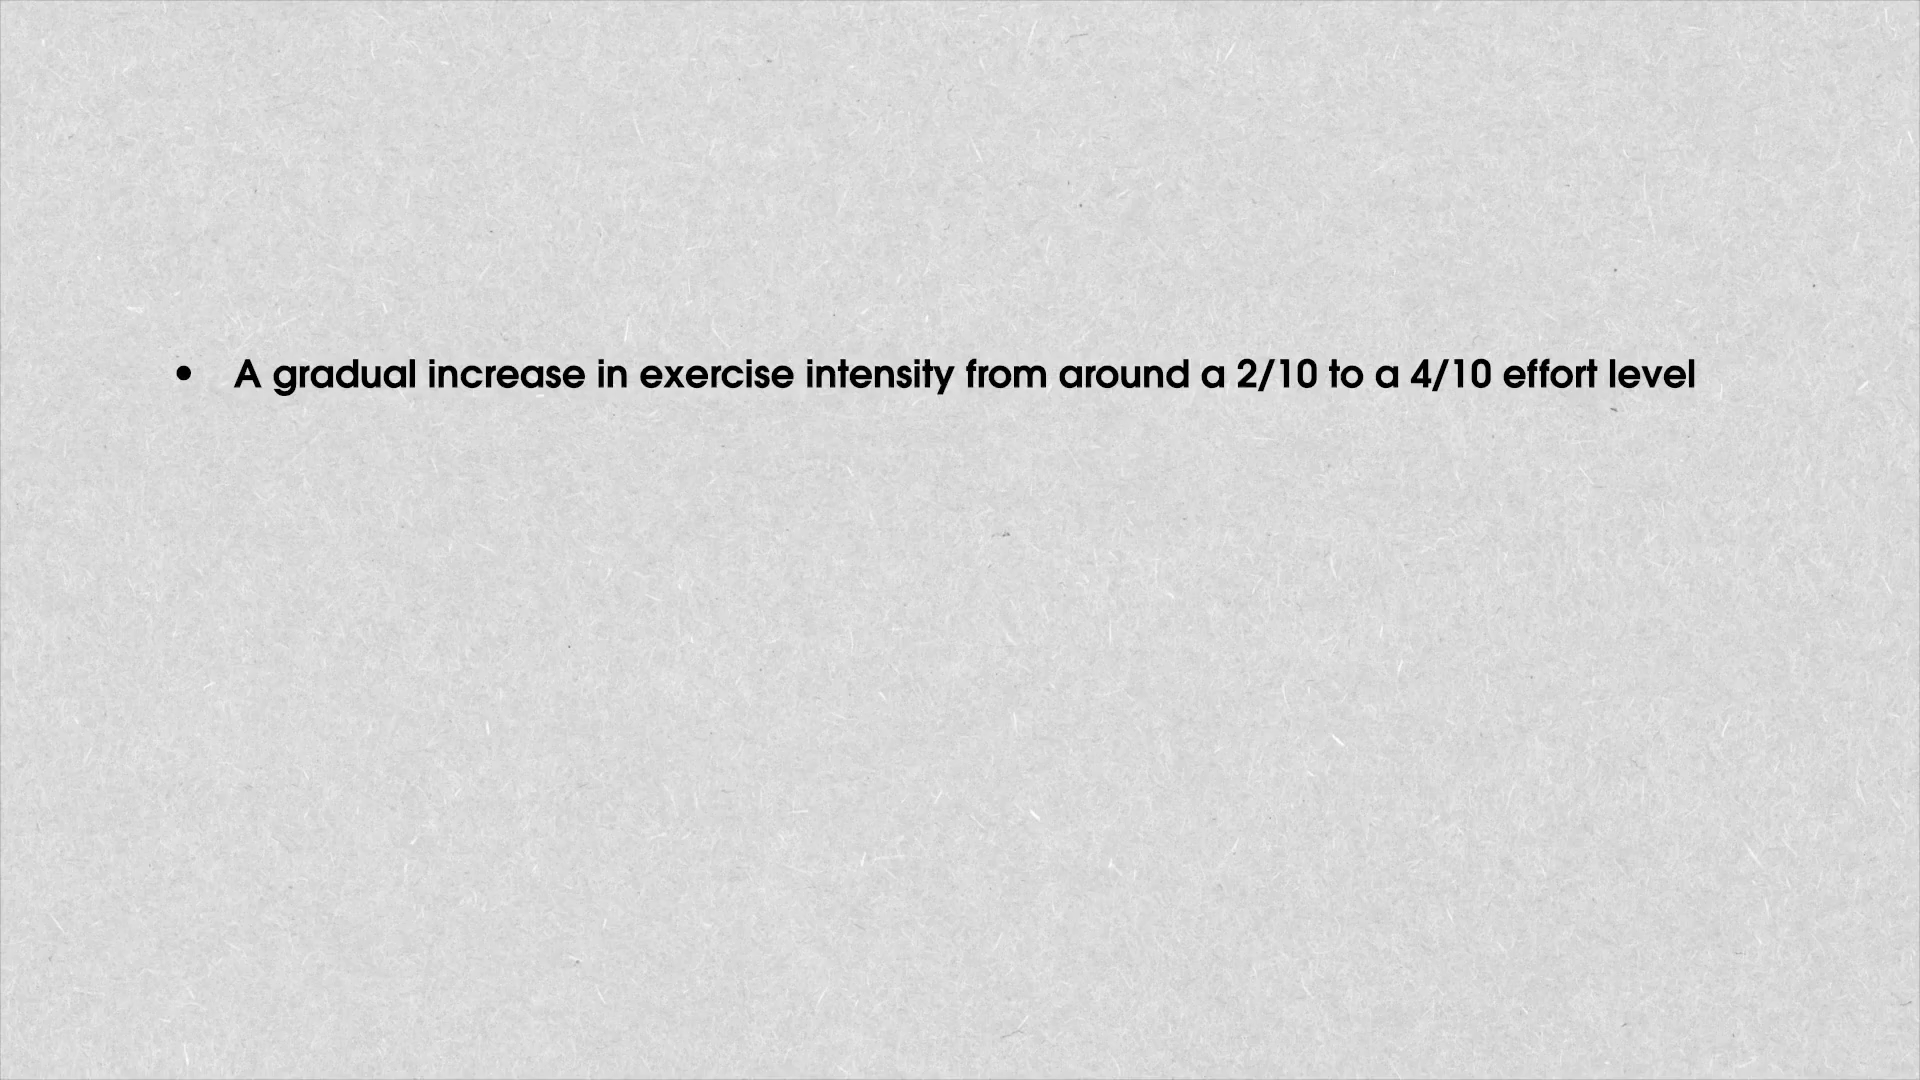 • A gradual increase in exercise intensity from around a 2/10 to a 4/10 effort level